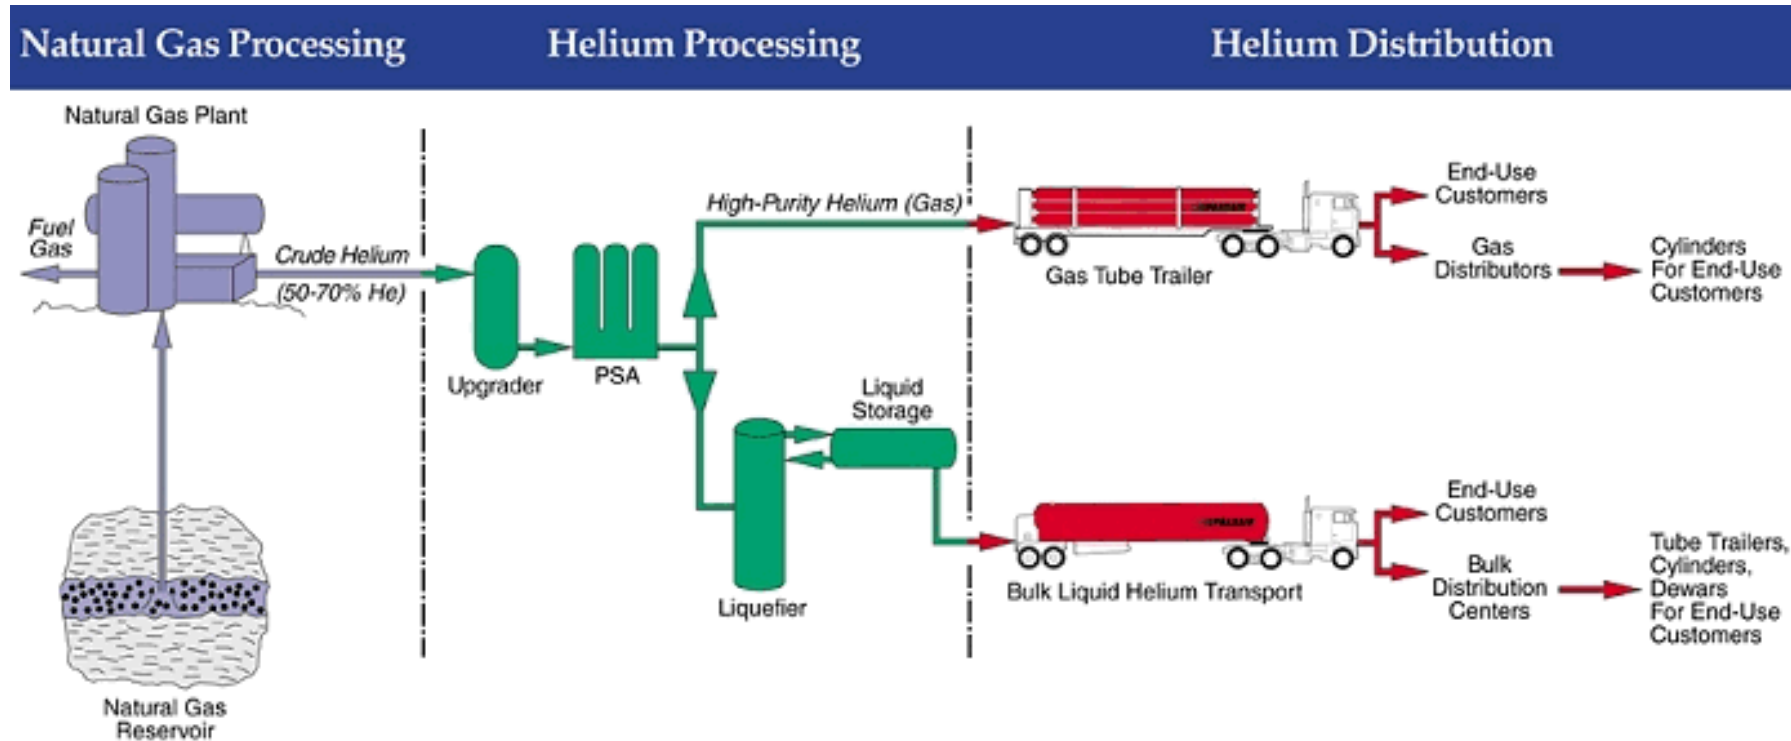 Natural Gas Processing
Helium Processing
Helium Distribution
Natural Gas Plant
Fuel
Gas
Crude Helium
(50-70% He)
Natural Gas
Reservoir
Upgrader
PSA
High-Purity Helium (Gas)
Liquid
Storage
Liquefier
Gas Tube Trailer
End-Use
Customers
Gas
Distributors
Cylinders
For End-Use
Customers
Bulk Liquid Helium Transport
End-Use
Customers
Bulk
Distribution
Centers
Tube Trailers,
Cylinders,
Dewars
For End-Use
Customers